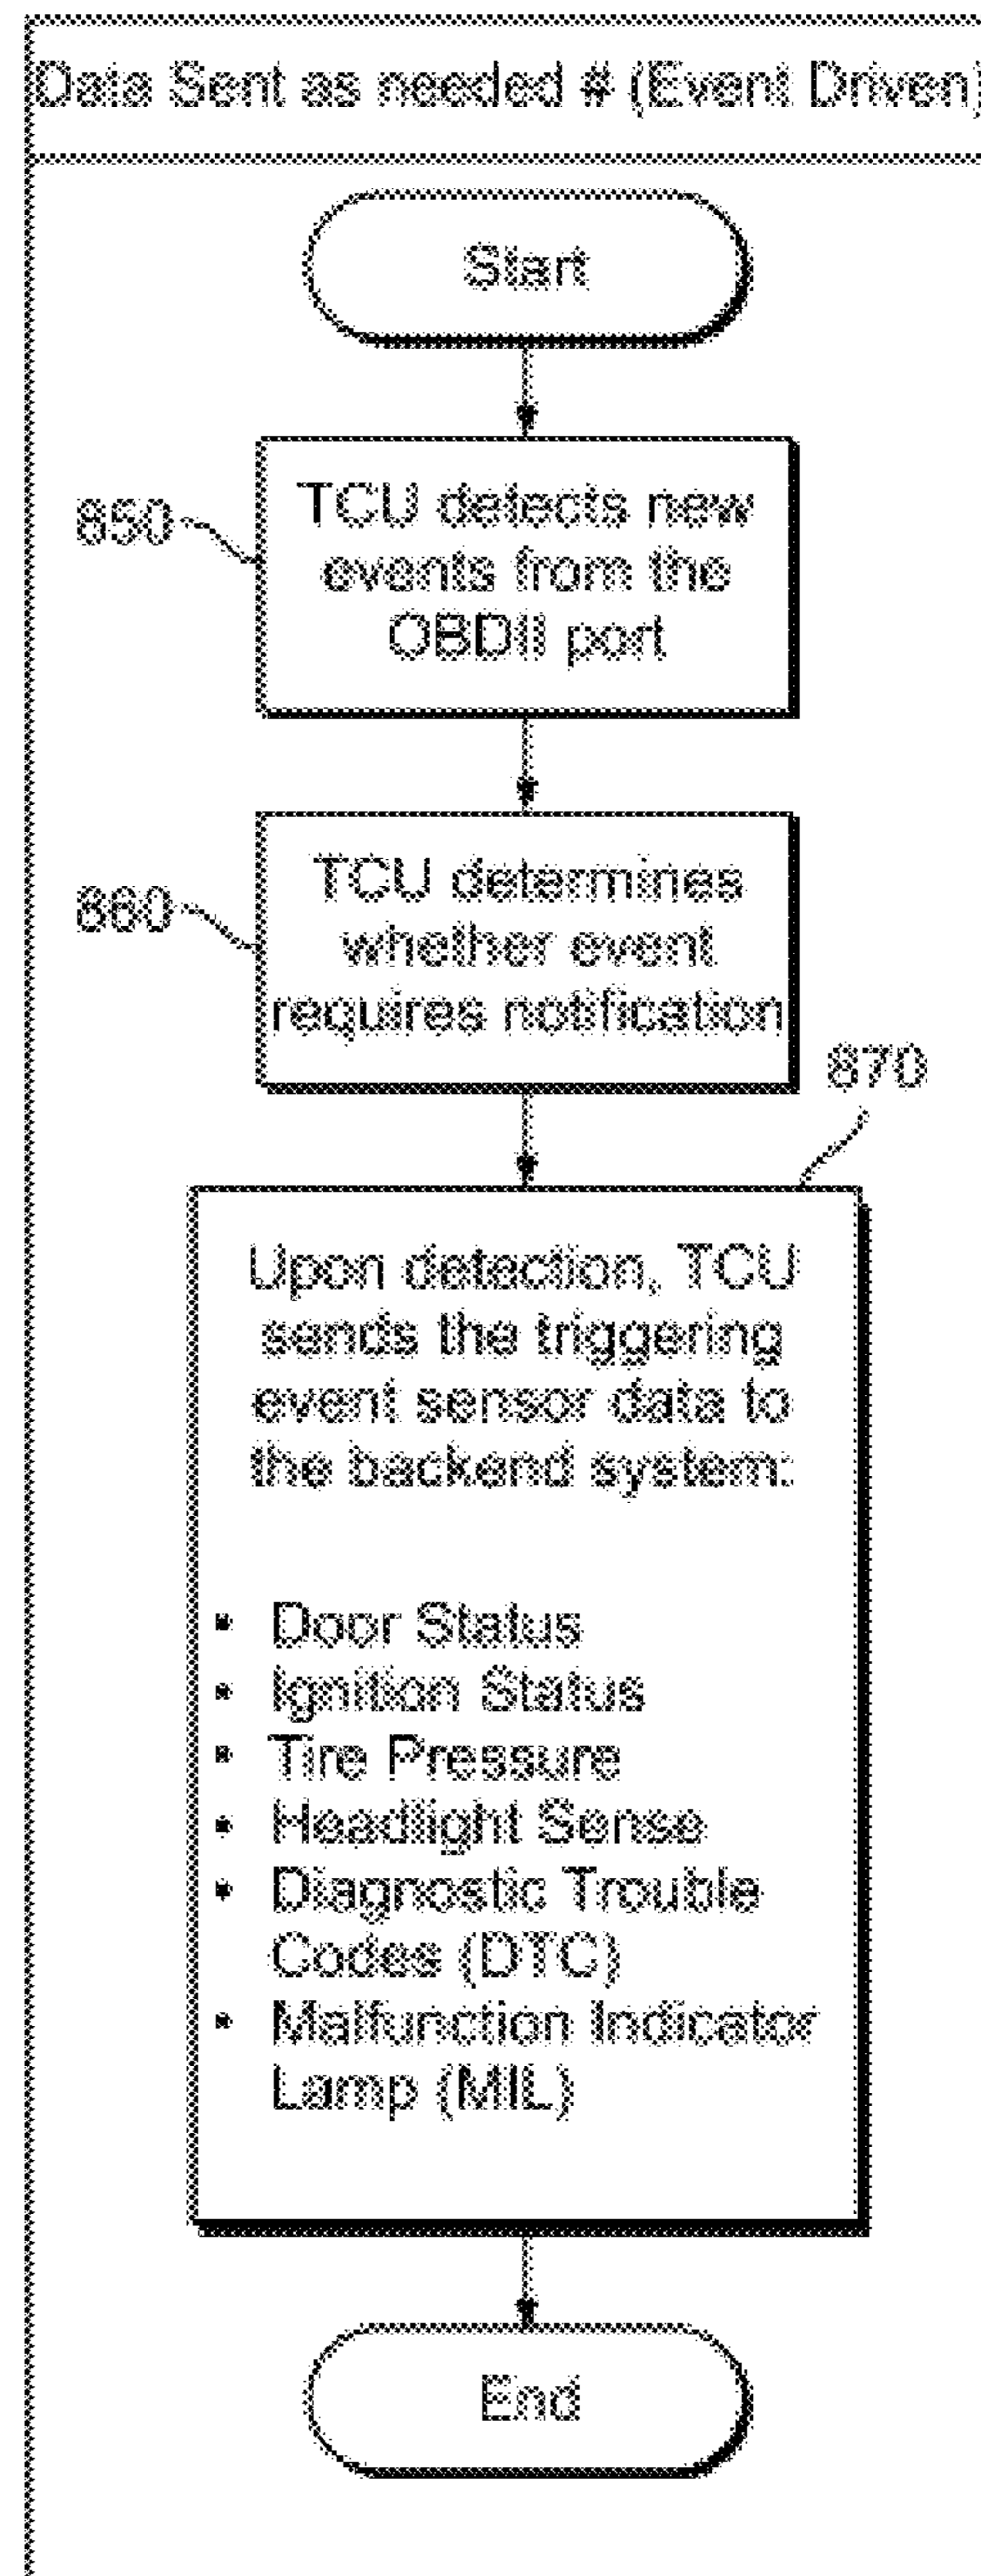 Data Sent as needed # (Event Driven)
Start
850
TCU detects new
events from the
OBDII port
860
TCU determines
whether event
requires notification
870
Upon detection, TCU
sends the triggering
event sensor data to
the backend system:
• Door Status
• Ignition Status
• Tire Pressure
• Headlight Sense
• Diagnostic Trouble
Codes (DTC)
• Malfunction Indicator
Lamp (MIL)
End